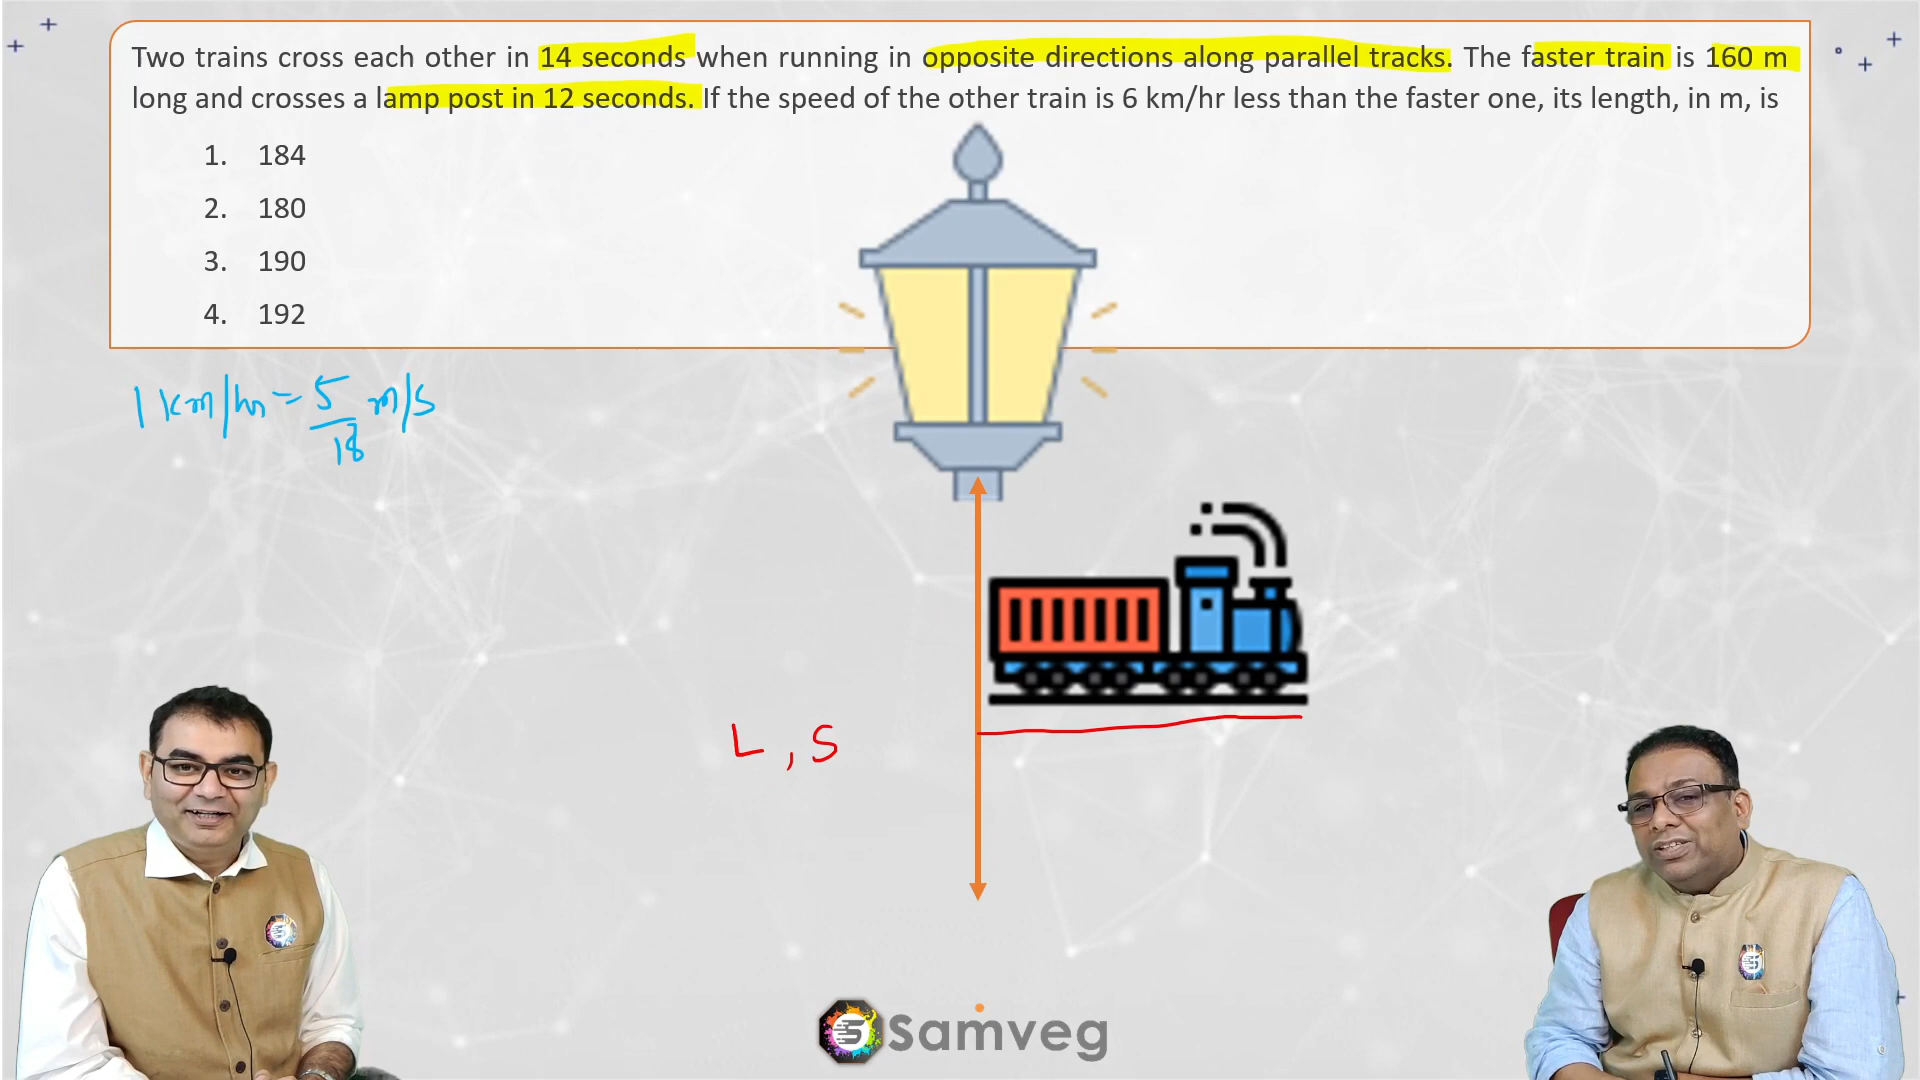 Two trains cross each other in 14 seconds when running in opposite directions along parallel tracks. The faster train is 160 m
long and crosses a lamp post in 12 seconds. If the speed of the other train is 6 km/hr less than the faster one, its length, in m, is
1. 184
2. 180
3. 190
4. 192
1 km/hr = 5/18 m/s
L , S
Samveg